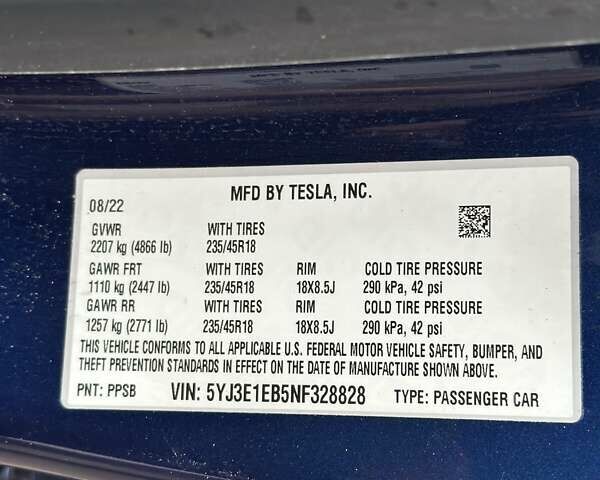 MFD BY TESLA, INC.
08/22
GVWR WITH TIRES
2207 kg (4866 lb) 235/45R18
GAWR FRT WITH TIRES RIM COLD TIRE PRESSURE
1110 kg (2447 lb) 235/45R18 18X8.5J 290 kPa, 42 psi
GAWR RR WITH TIRES RIM COLD TIRE PRESSURE
1257 kg (2771 lb) 235/45R18 18X8.5J 290 kPa, 42 psi
THIS VEHICLE CONFORMS TO ALL APPLICABLE U.S. FEDERAL MOTOR VEHICLE SAFETY, BUMPER, AND
THEFT PREVENTION STANDARDS IN EFFECT ON THE DATE OF MANUFACTURE SHOWN ABOVE.
PNT: PPSB VIN: 5YJ3E1EB5NF328828 TYPE: PASSENGER CAR